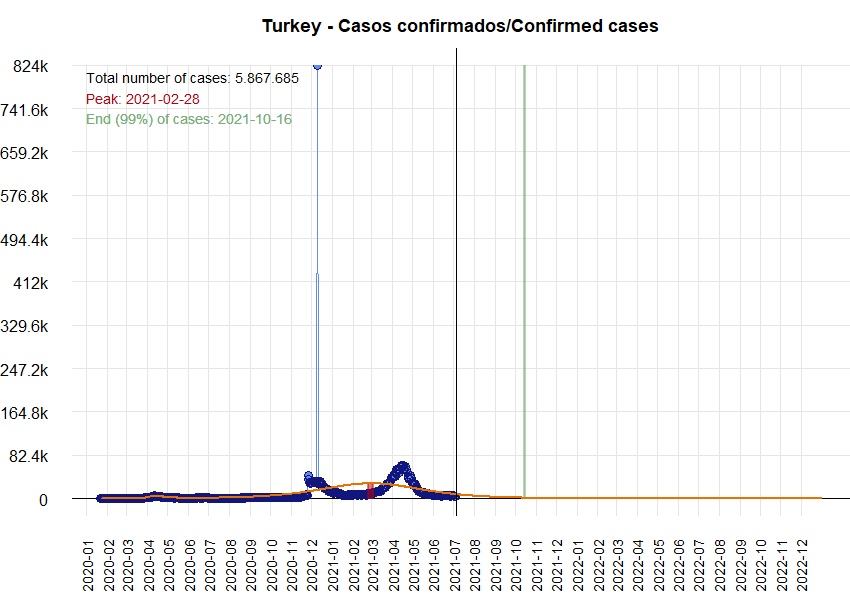 Turkey - Casos confirmados/Confirmed cases
824k
741.6k
659.2k
576.8k
494.4k
412k
329.6k
247.2k
164.8k
82.4k
0
Total number of cases: 5.867.685
Peak: 2021-02-28
End (99%) of cases: 2021-10-16
2020-01
2020-02
2020-03
2020-04
2020-05
2020-06
2020-07
2020-08
2020-09
2020-10
2020-11
2020-12
2021-01
2021-02
2021-03
2021-04
2021-05
2021-06
2021-07
2021-08
2021-09
2021-10
2021-11
2021-12
2022-01
2022-02
2022-03
2022-04
2022-05
2022-06
2022-07
2022-08
2022-09
2022-10
2022-11
2022-12